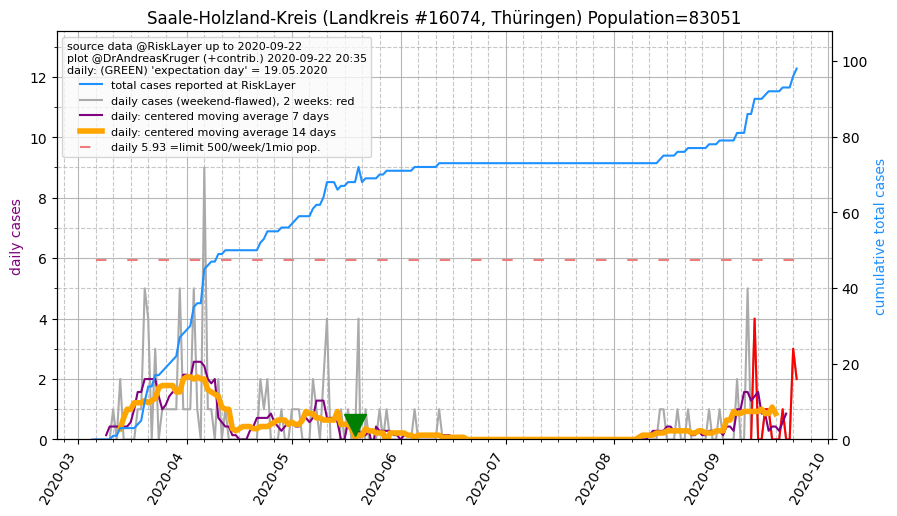 Saale-Holzland-Kreis (Landkreis #16074, Thüringen) Population=83051
source data @RiskLayer up to 2020-09-22
plot @DrAndreasKruger (+contrib.) 2020-09-22 20:35
daily: (GREEN) 'expectation day' = 19.05.2020
total cases reported at RiskLayer
daily cases (weekend-flawed), 2 weeks: red
daily: centered moving average 7 days
daily: centered moving average 14 days
daily 5.93 =limit 500/week/1mio pop.
daily cases
12
10
8
6
4
2
0
cumulative total cases
100
80
60
40
20
0
2020-03
2020-04
2020-05
2020-06
2020-07
2020-08
2020-09
2020-10